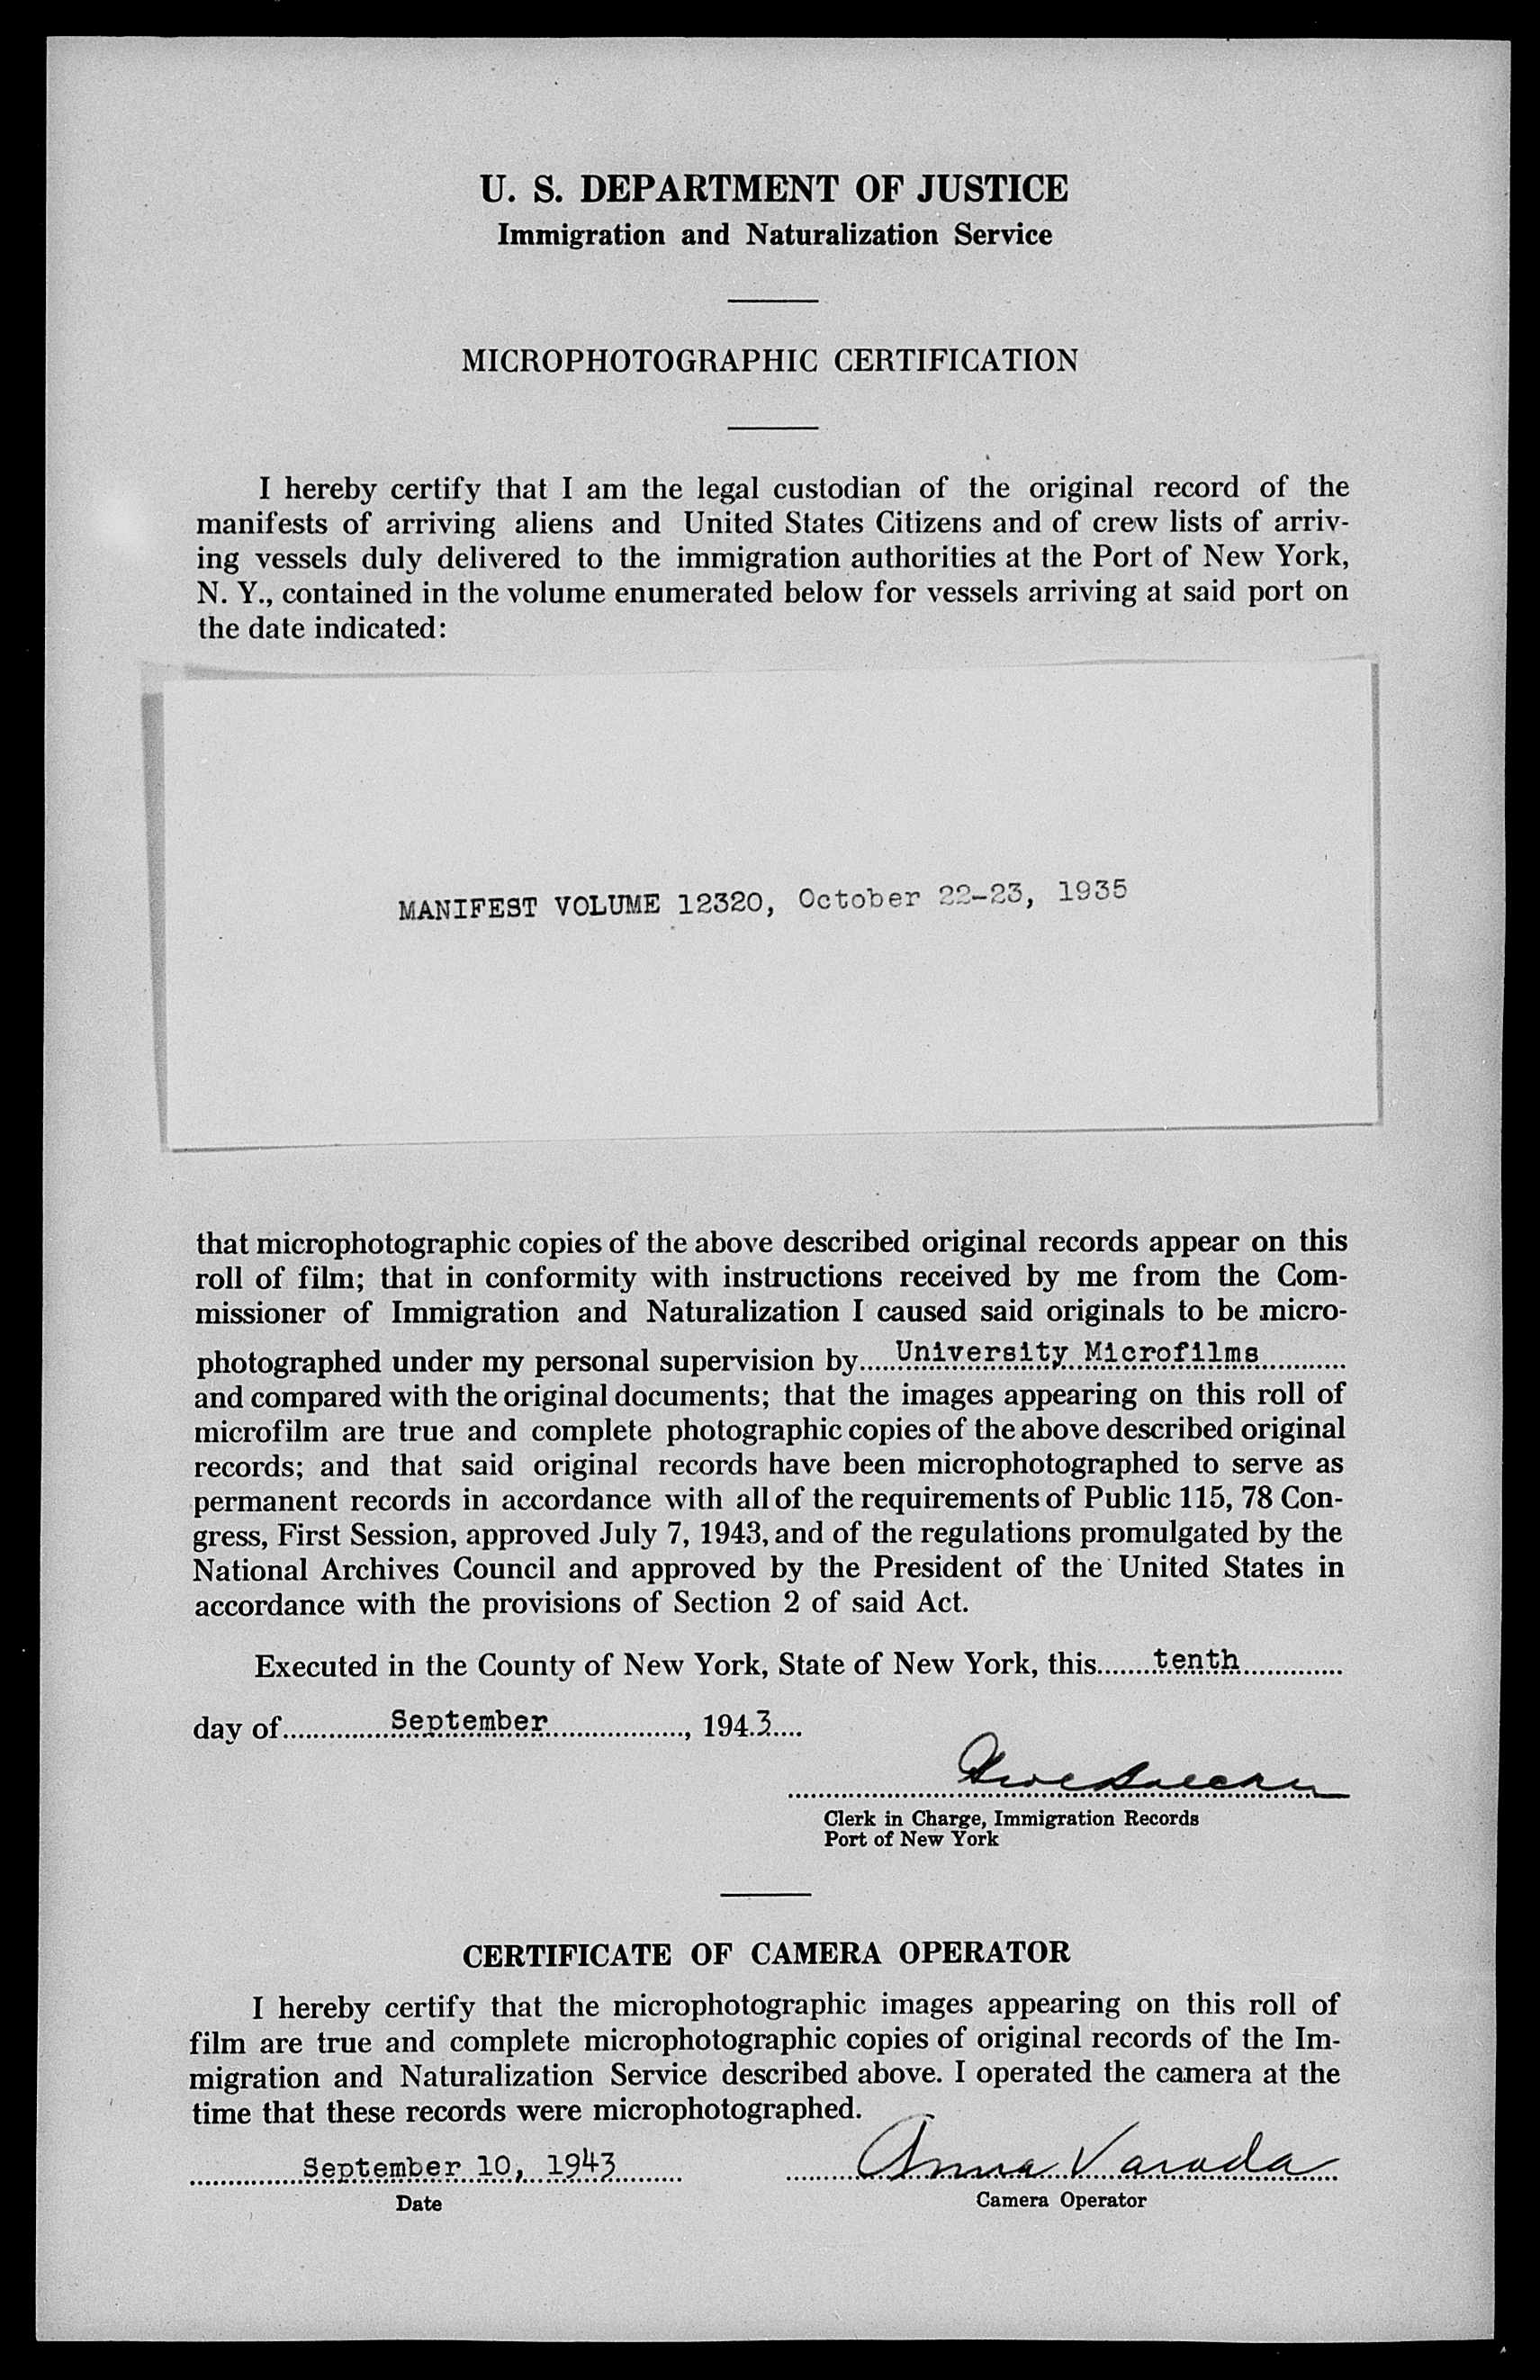 U. S. DEPARTMENT OF JUSTICE
Immigration and Naturalization Service
MICROPHOTOGRAPHIC CERTIFICATION
I hereby certify that I am the legal custodian of the original record of the
manifests of arriving aliens and United States Citizens and of crew lists of arriv-
ing vessels duly delivered to the immigration authorities at the Port of New York,
N. Y., contained in the volume enumerated below for vessels arriving at said port on
the date indicated:
MANIFEST VOLUME 12320, October 22-23, 1935
that microphotographic copies of the above described original records appear on this
roll of film; that in conformity with instructions received by me from the Com-
missioner of Immigration and Naturalization I caused said originals to be micro-
photographed under my personal supervision by.....University Microfilms...........
and compared with the original documents; that the images appearing on this roll of
microfilm are true and complete photographic copies of the above described original
records; and that said original records have been microphotographed to serve as
permanent records in accordance with all of the requirements of Public 115, 78 Con-
gress, First Session, approved July 7, 1943, and of the regulations promulgated by the
National Archives Council and approved by the President of the United States in
accordance with the provisions of Section 2 of said Act.
Executed in the County of New York, State of New York, this.......tenth.............
day of.............September.................., 194.3....
Clerk in Charge, Immigration Records
Port of New York
CERTIFICATE OF CAMERA OPERATOR
I hereby certify that the microphotographic images appearing on this roll of
film are true and complete microphotographic copies of original records of the Im-
migration and Naturalization Service described above. I operated the camera at the
time that these records were microphotographed.
September 10, 1943 Anna Varada
Date Camera Operator